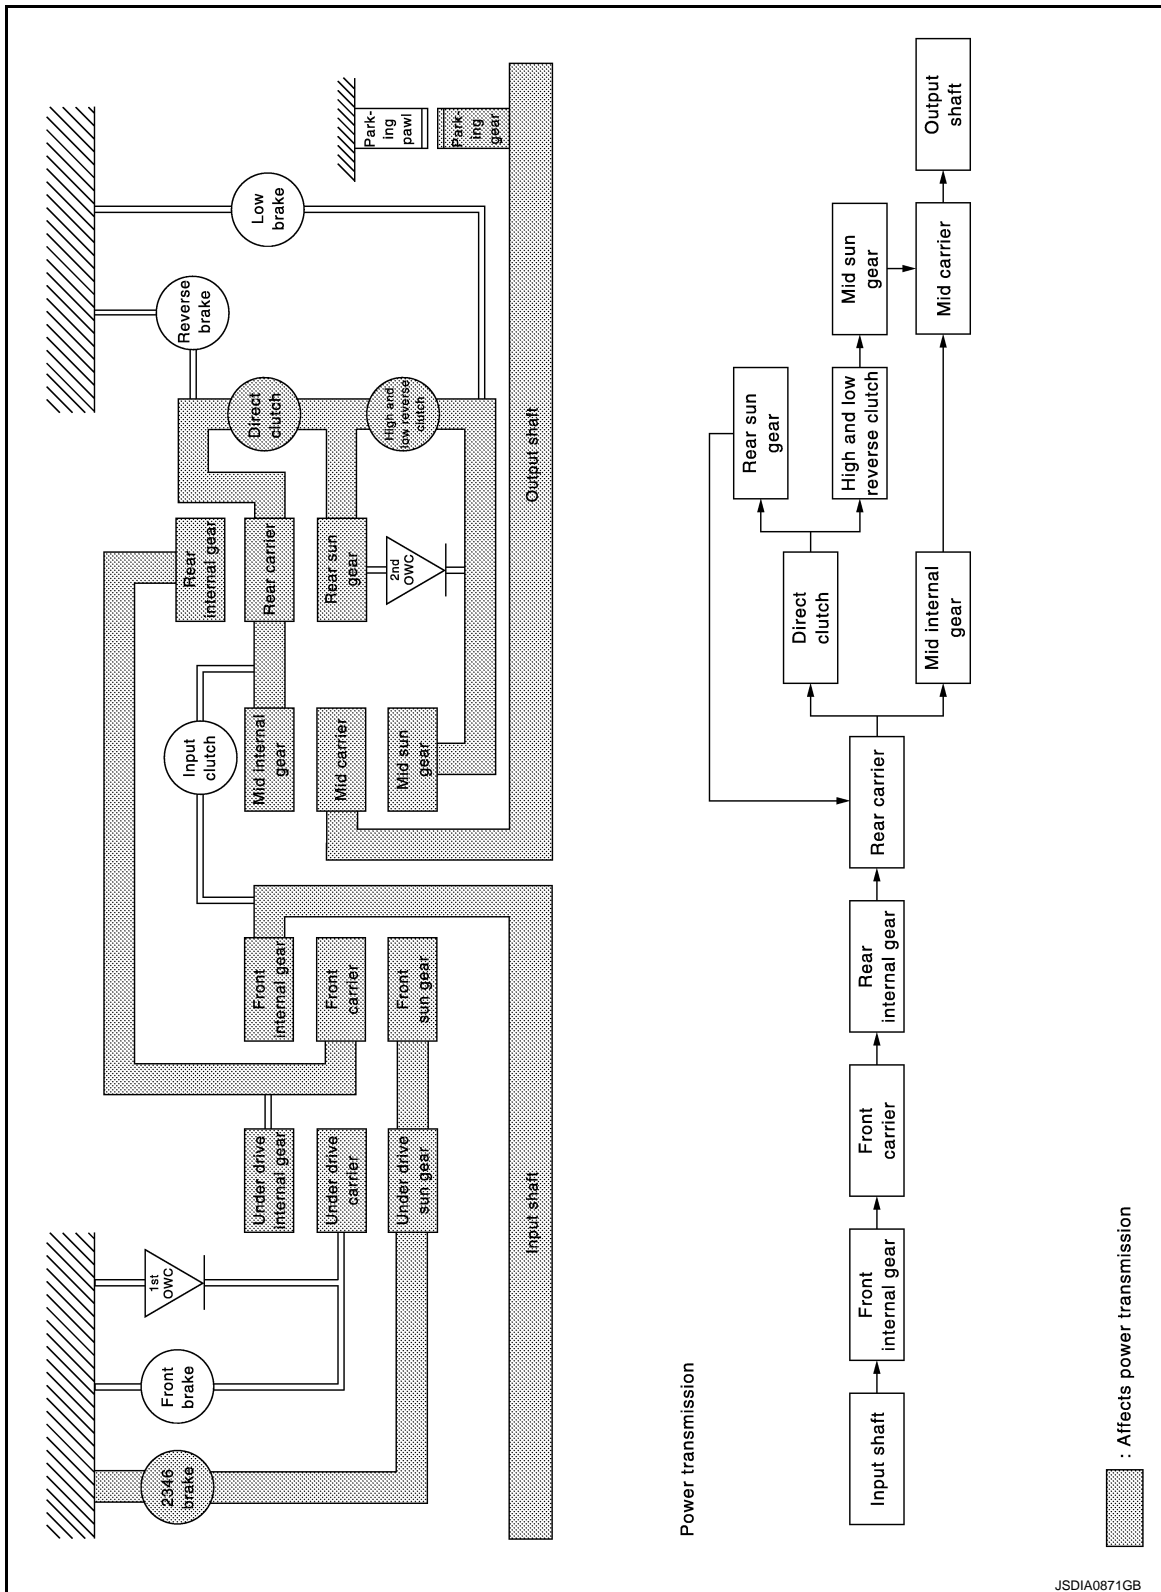 2346
brake
Front
brake
1st
OWC
Under drive
internal gear
Under drive
carrier
Under drive
sun gear
Front
internal gear
Front
carrier
Front
sun gear
Input
clutch
Mid internal
gear
Mid carrier
Mid sun
gear
Rear
internal gear
Rear carrier
Rear sun
gear
2nd
OWC
Reverse
brake
Direct
clutch
High and
low reverse
clutch
Low
brake
Park-
ing
pawl
Park-
ing
gear
Input shaft
Output shaft
Power transmission
Input shaft
Front
internal gear
Front
carrier
Rear
internal gear
Rear carrier
Direct
clutch
Rear sun
gear
High and low
reverse clutch
Mid sun
gear
Mid internal
gear
Mid carrier
Output
shaft
: Affects power transmission
JSDIA0871GB